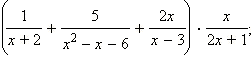 (1/(x + 2) + 5/(x² − x − 6) + 2x/(x − 3)) · x/(2x + 1);